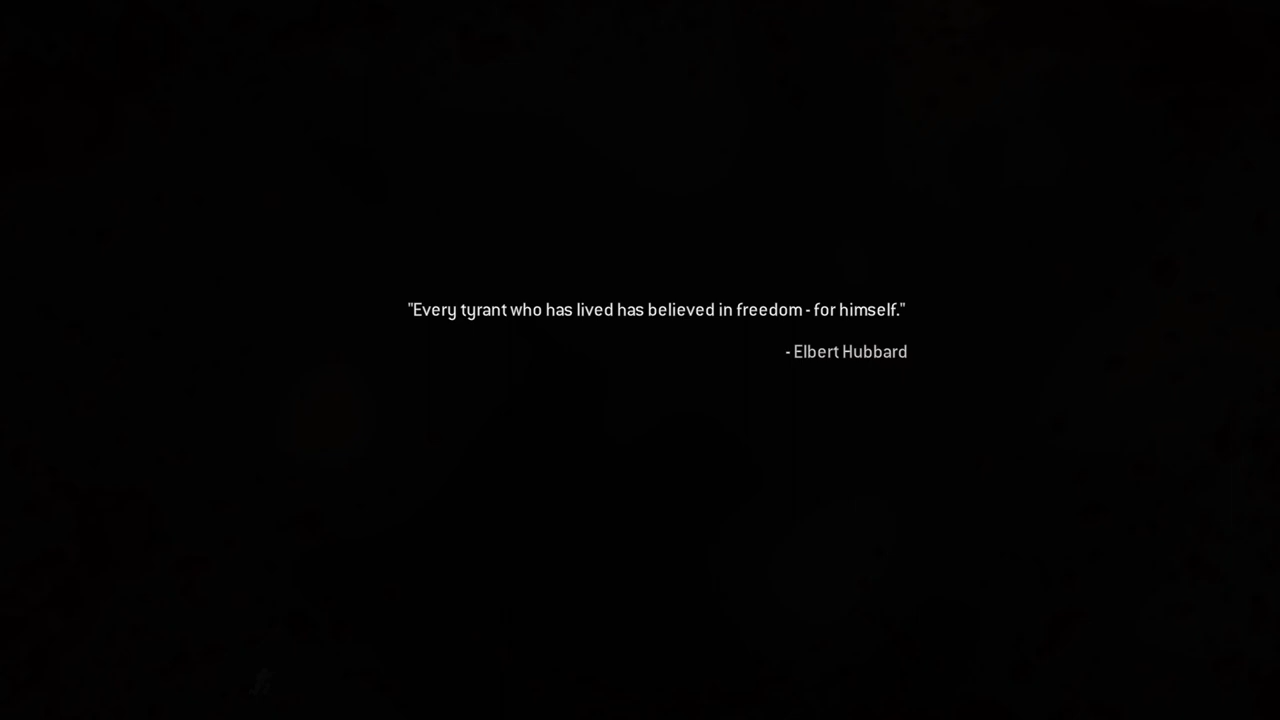 "Every tyrant who has lived has believed in freedom - for himself."
- Elbert Hubbard